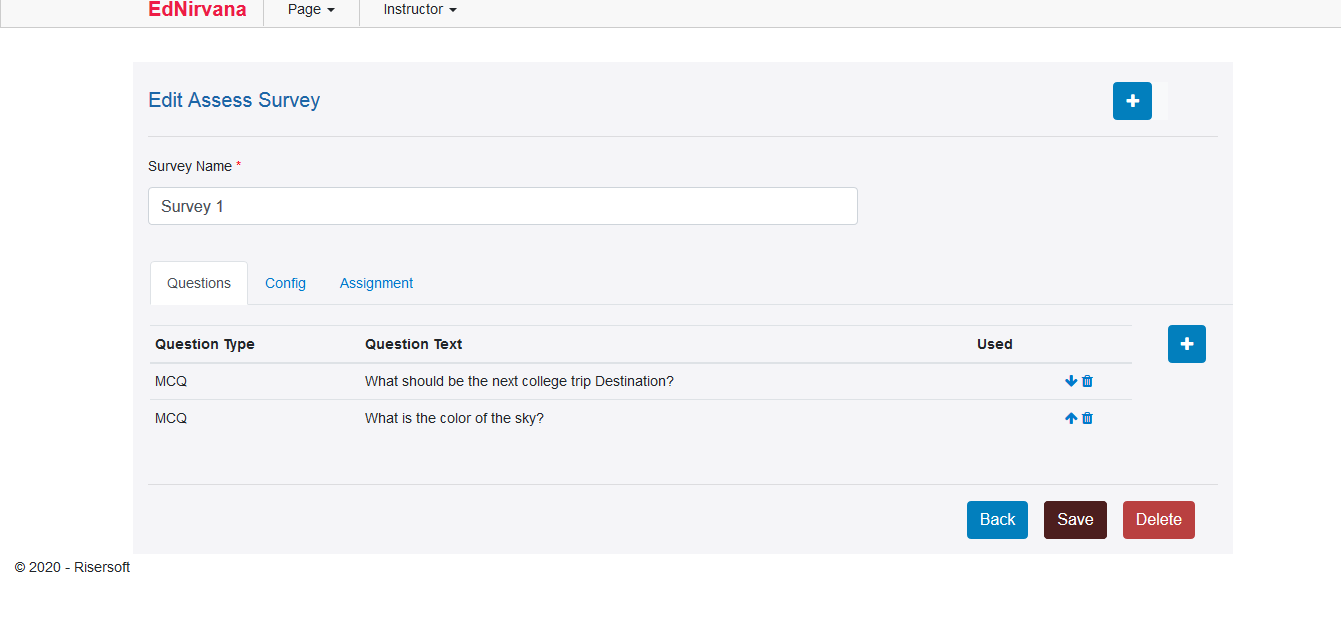 EdNirvana Page Instructor
Edit Assess Survey
Survey Name *
Survey 1
Questions Config Assignment
Question Type Question Text Used
MCQ What should be the next college trip Destination?
MCQ What is the color of the sky?
Back Save Delete
© 2020 - Risersoft